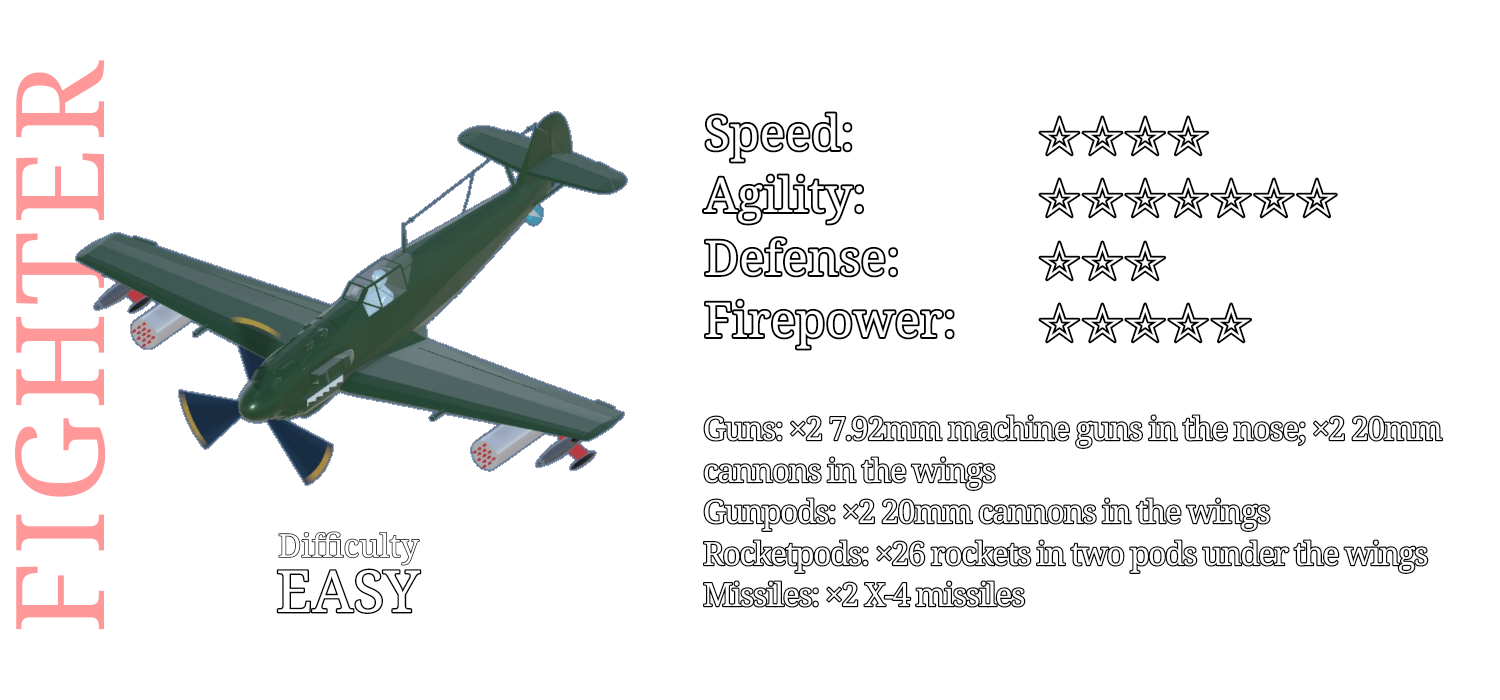 FIGHTER
Difficulty
EASY
Speed: ☆☆☆☆
Agility: ☆☆☆☆☆☆☆
Defense: ☆☆☆
Firepower: ☆☆☆☆☆
Guns: ×2 7.92mm machine guns in the nose; ×2 20mm
cannons in the wings
Gunpods: ×2 20mm cannons in the wings
Rocketpods: ×26 rockets in two pods under the wings
Missiles: ×2 X-4 missiles